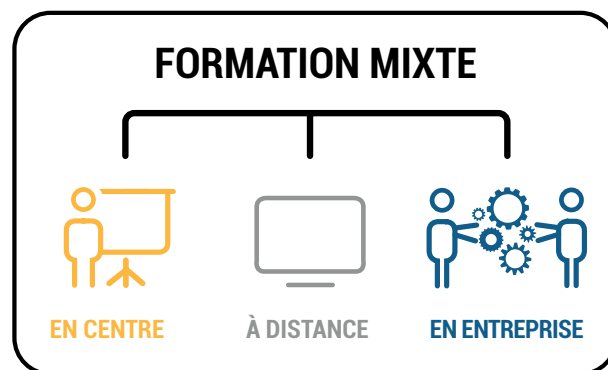 FORMATION MIXTE
EN CENTRE
À DISTANCE
EN ENTREPRISE